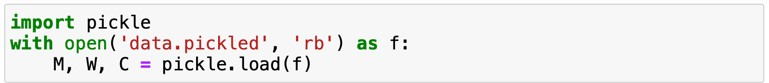 import pickle
with open('data.pickled', 'rb') as f:
    M, W, C = pickle.load(f)